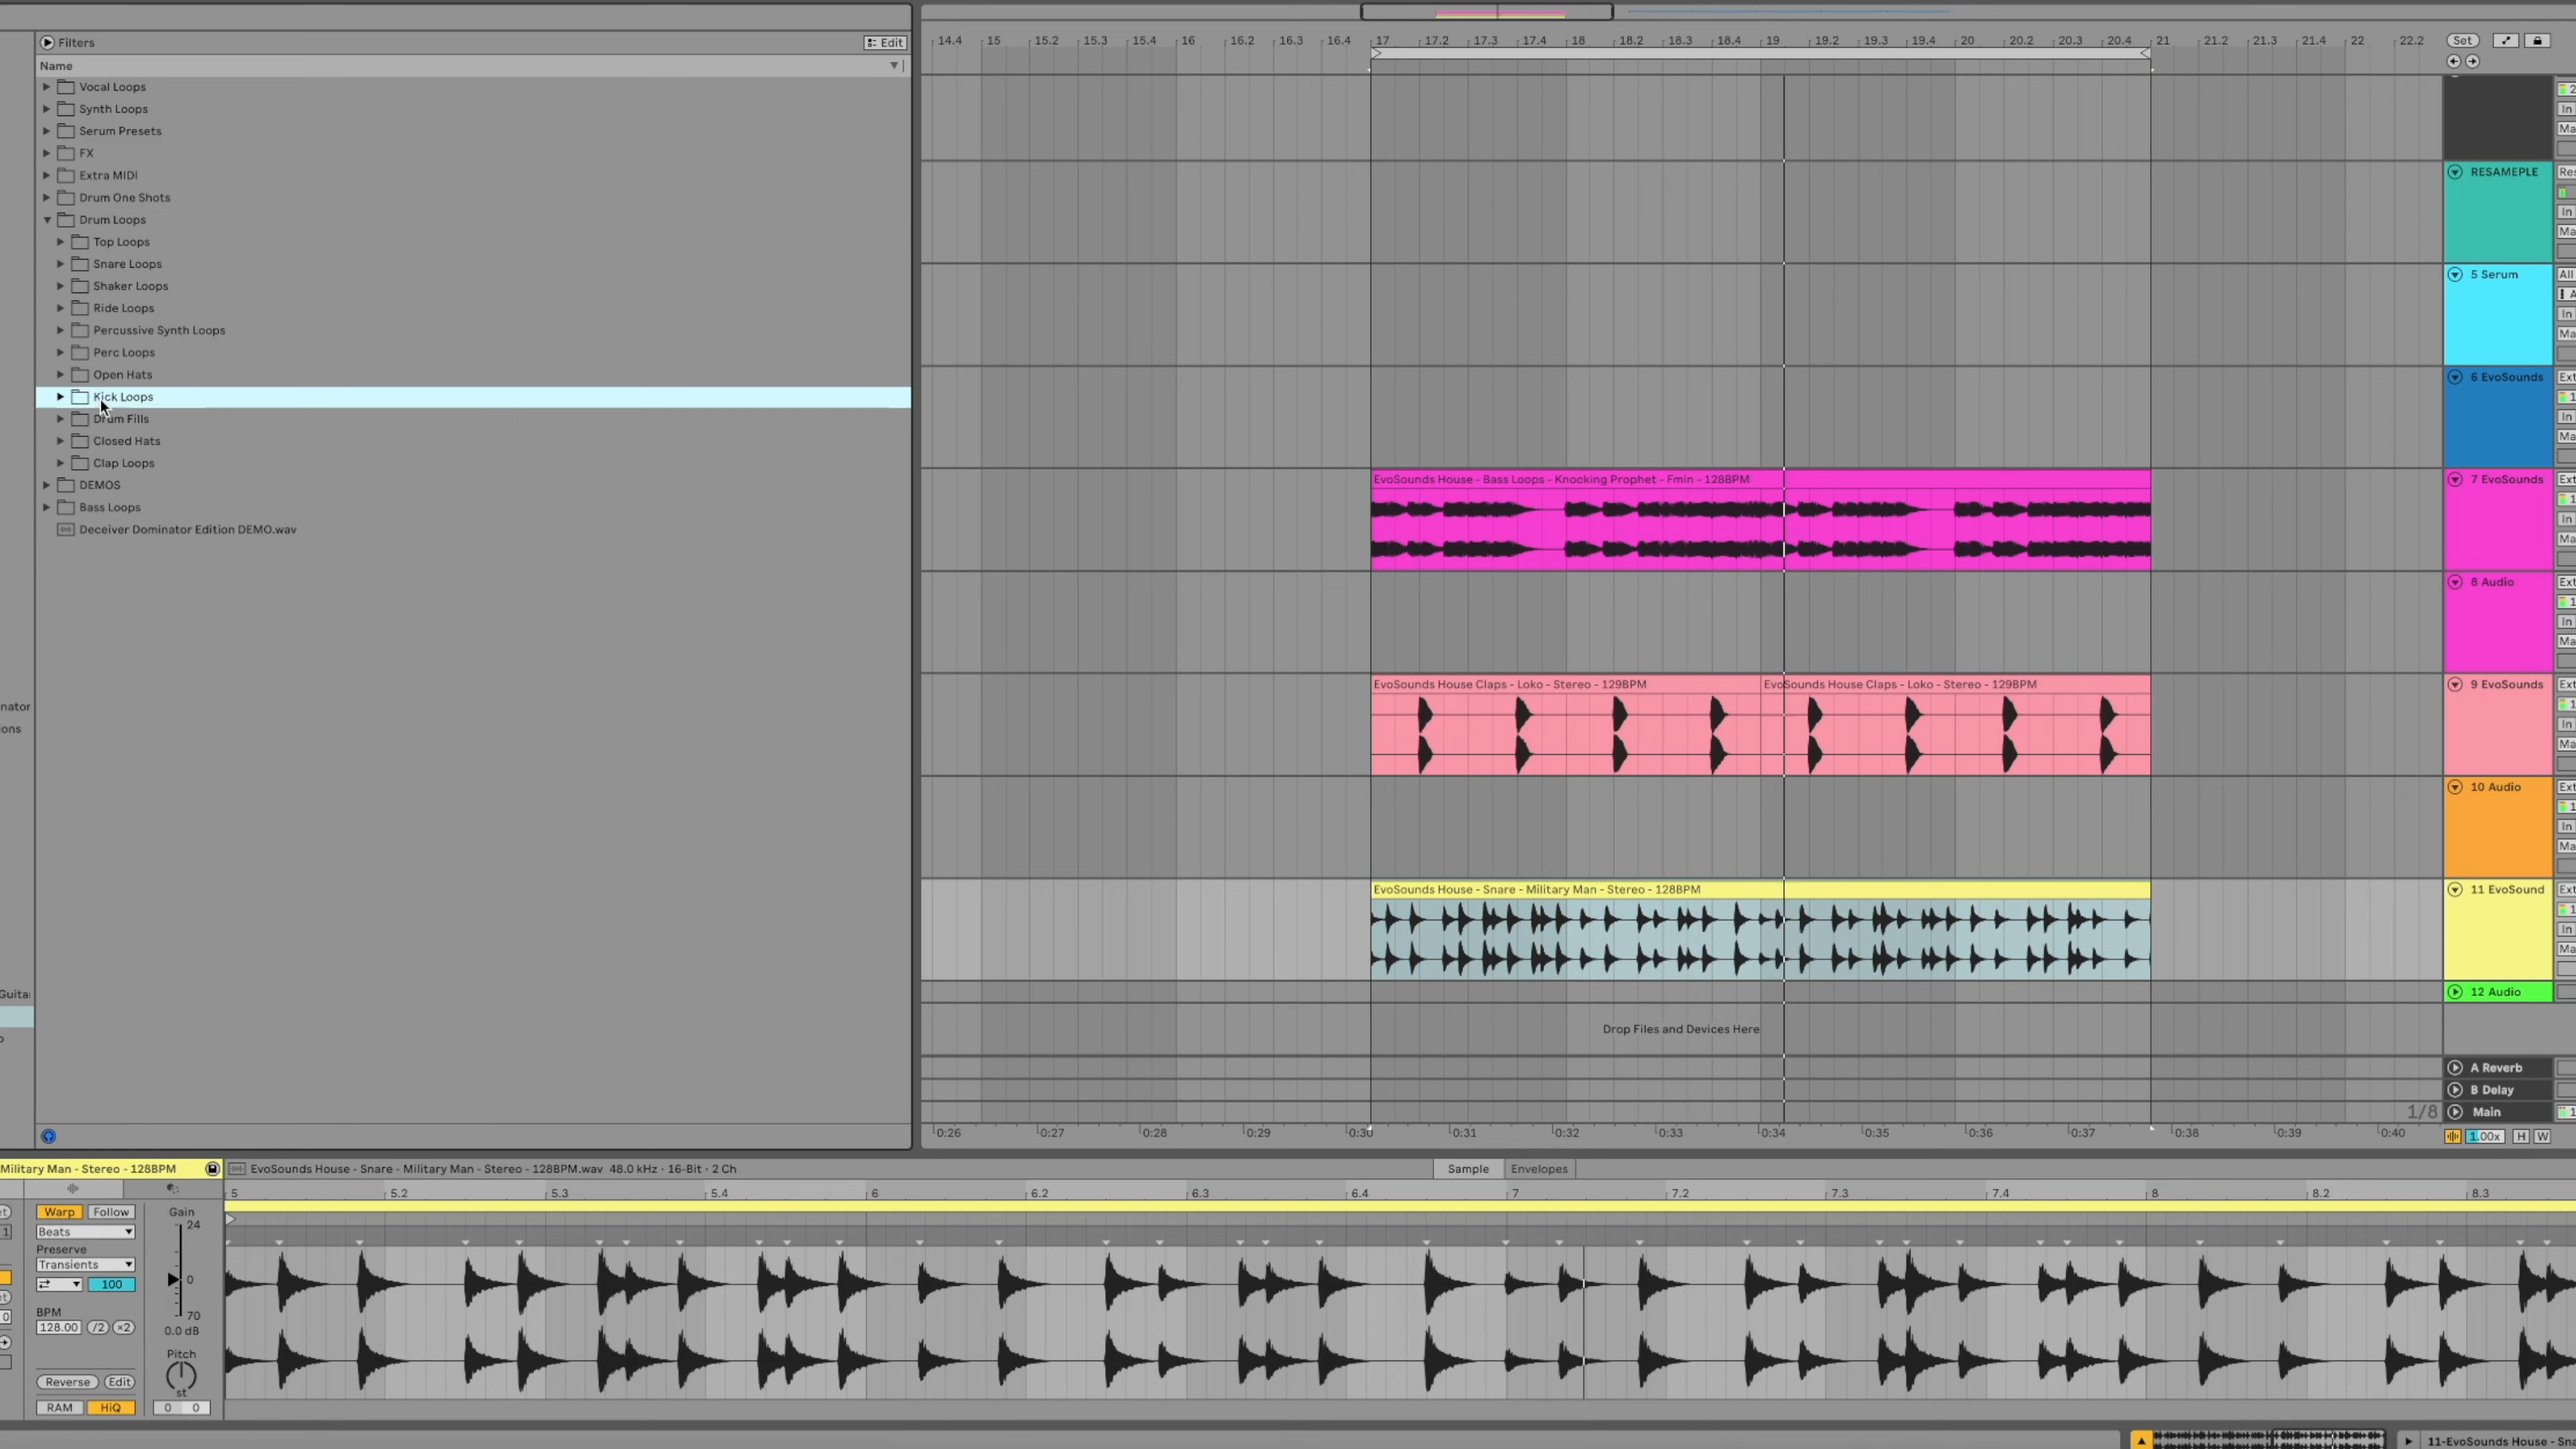 Filters
Edit
Name
Vocal Loops
Synth Loops
Serum Presets
FX
Extra MIDI
Drum One Shots
Drum Loops
Top Loops
Snare Loops
Shaker Loops
Ride Loops
Percussive Synth Loops
Perc Loops
Open Hats
Kick Loops
Drum Fills
Closed Hats
Clap Loops
DEMOS
Bass Loops
Deceiver Dominator Edition DEMO.wav
nator
ions
Guita
14.4 15 15.2 15.3 15.4 16 16.2 16.3 16.4 17 17.2 17.3 17.4 18 18.2 18.3 18.4 19 19.2 19.3 19.4 20 20.2 20.3 20.4 21 21.2 21.3 21.4 22 22.2
Set
RESAMEPLE
5 Serum
6 EvoSounds
EvoSounds House - Bass Loops - Knocking Prophet - Fmin - 128BPM
7 EvoSounds
8 Audio
EvoSounds House Claps - Loko - Stereo - 129BPM
EvoSounds House Claps - Loko - Stereo - 129BPM
9 EvoSounds
10 Audio
EvoSounds House - Snare - Military Man - Stereo - 128BPM
11 EvoSound
12 Audio
Drop Files and Devices Here
A Reverb
B Delay
1/8
Main
0:26 0:27 0:28 0:29 0:30 0:31 0:32 0:33 0:34 0:35 0:36 0:37 0:38 0:39 0:40
1.00x H W
Military Man - Stereo - 128BPM
EvoSounds House - Snare - Military Man - Stereo - 128BPM.wav 48.0 kHz · 16-Bit · 2 Ch
Sample Envelopes
5 5.2 5.3 5.4 6 6.2 6.3 6.4 7 7.2 7.3 7.4 8 8.2 8.3
Warp Follow
Gain
24
Beats
Preserve
Transients
100
0
BPM
70
128.00 /2 ×2
0.0 dB
Pitch
st
Reverse Edit
RAM HiQ
0 0
11-EvoSounds House - Sna